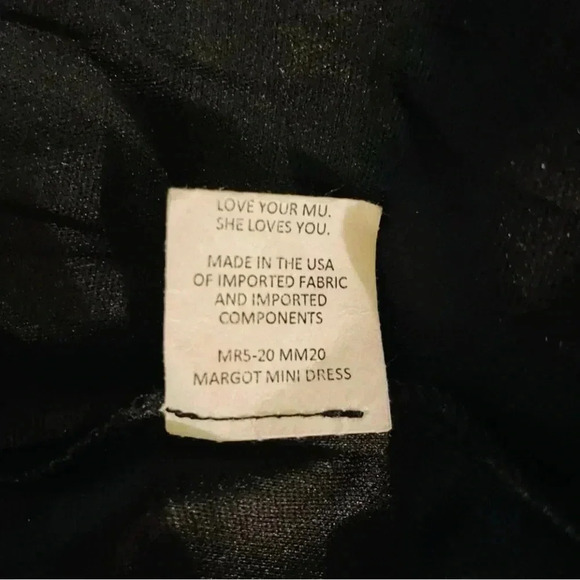 LOVE YOUR MU.
SHE LOVES YOU.
MADE IN THE USA
OF IMPORTED FABRIC
AND IMPORTED
COMPONENTS
MR5-20 MM20
MARGOT MINI DRESS